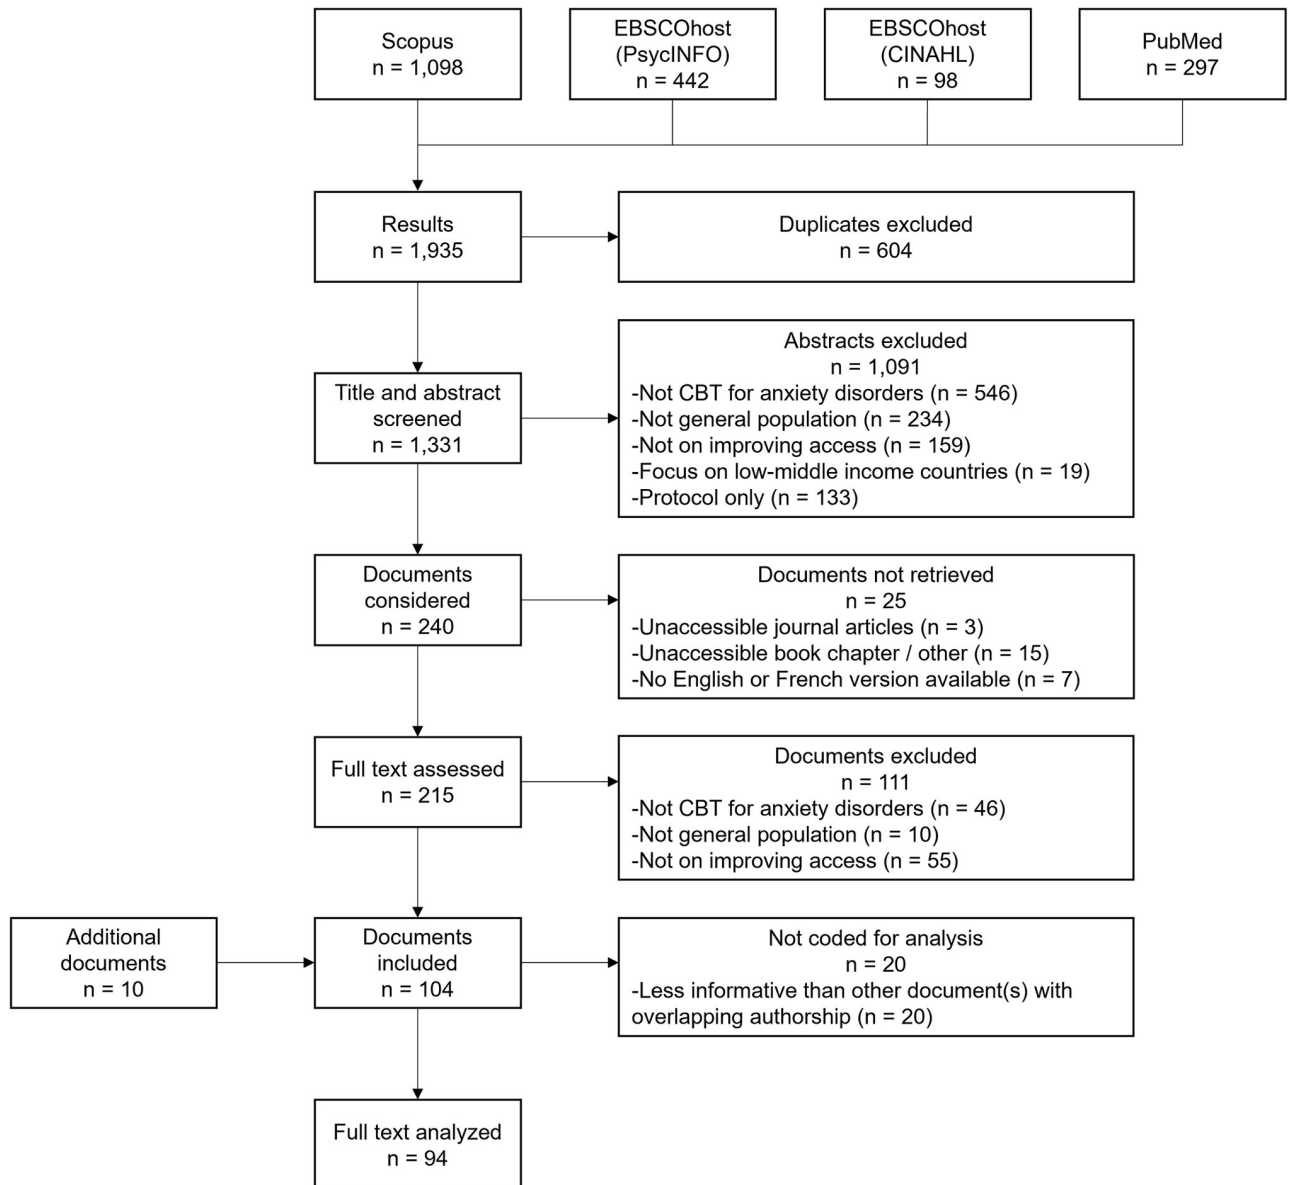 Scopus
n = 1,098
EBSCOhost
(PsycINFO)
n = 442
EBSCOhost
(CINAHL)
n = 98
PubMed
n = 297
Results
n = 1,935
Duplicates excluded
n = 604
Title and abstract
screened
n = 1,331
Abstracts excluded
n = 1,091
-Not CBT for anxiety disorders (n = 546)
-Not general population (n = 234)
-Not on improving access (n = 159)
-Focus on low-middle income countries (n = 19)
-Protocol only (n = 133)
Documents
considered
n = 240
Documents not retrieved
n = 25
-Unaccessible journal articles (n = 3)
-Unaccessible book chapter / other (n = 15)
-No English or French version available (n = 7)
Full text assessed
n = 215
Documents excluded
n = 111
-Not CBT for anxiety disorders (n = 46)
-Not general population (n = 10)
-Not on improving access (n = 55)
Additional
documents
n = 10
Documents
included
n = 104
Not coded for analysis
n = 20
-Less informative than other document(s) with
overlapping authorship (n = 20)
Full text analyzed
n = 94